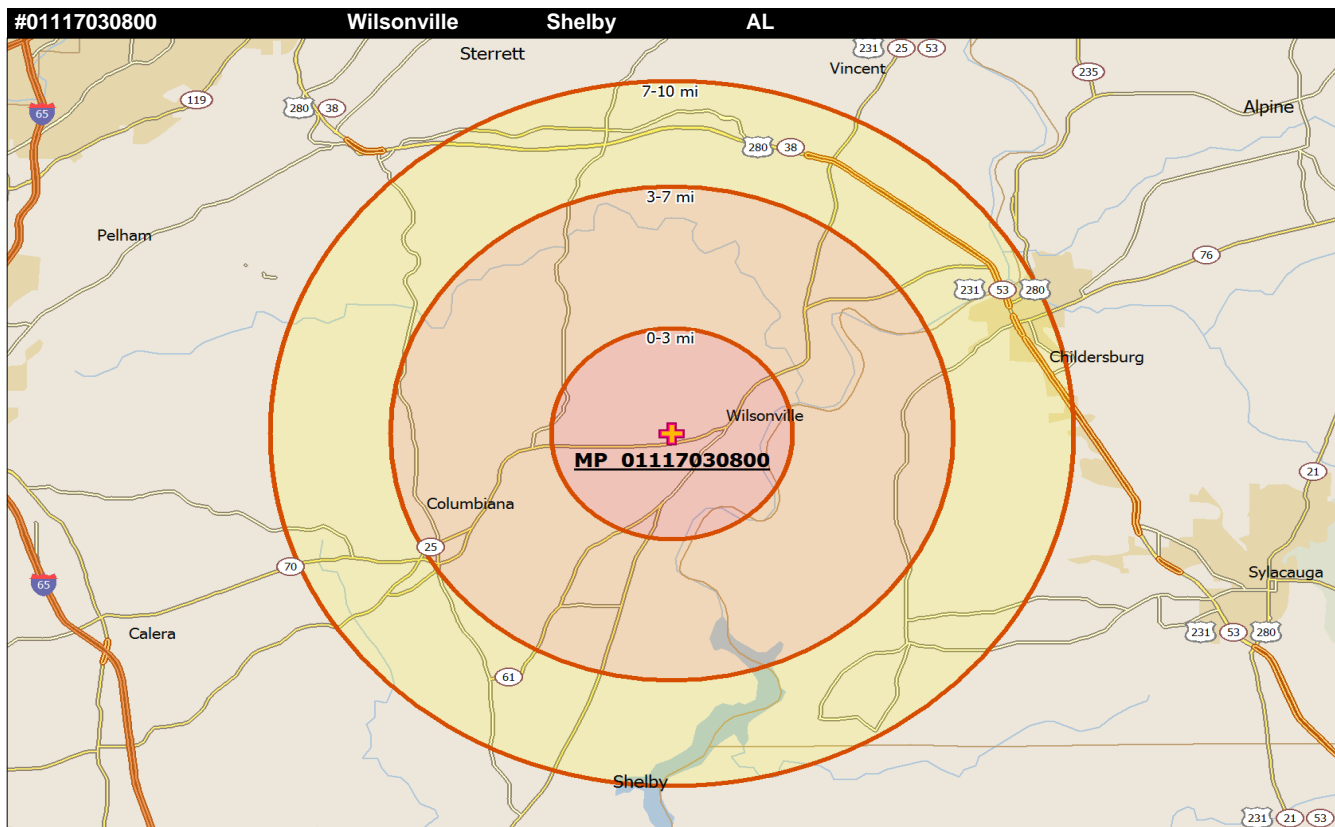 #01117030800 Wilsonville Shelby AL
Sterrett
231 25 53
Vincent
235
65
119
280 38
7-10 mi
Alpine
280 38
3-7 mi
Pelham
76
231 53 280
0-3 mi
Childersburg
Wilsonville
MP 01117030800
21
Columbiana
25
70
65
Sylacauga
Calera
231 53 280
61
Shelby
231 21 53